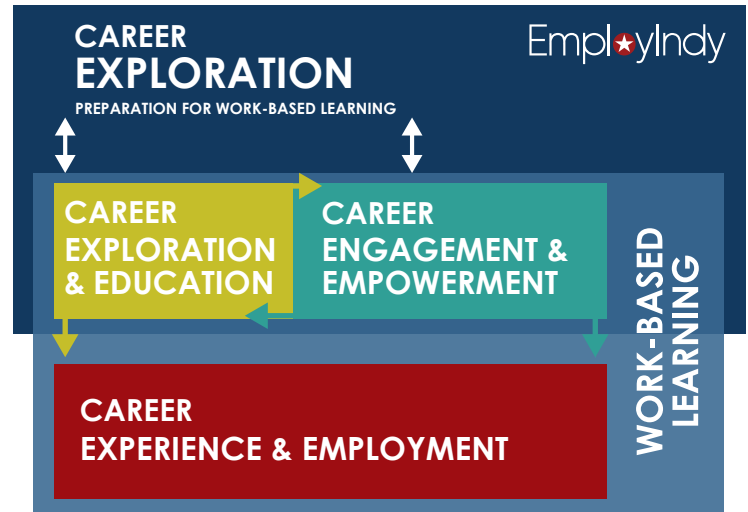 CAREER
EXPLORATION
PREPARATION FOR WORK-BASED LEARNING
EmployIndy
CAREER
EXPLORATION
& EDUCATION
CAREER
ENGAGEMENT &
EMPOWERMENT
WORK-BASED
LEARNING
CAREER
EXPERIENCE & EMPLOYMENT